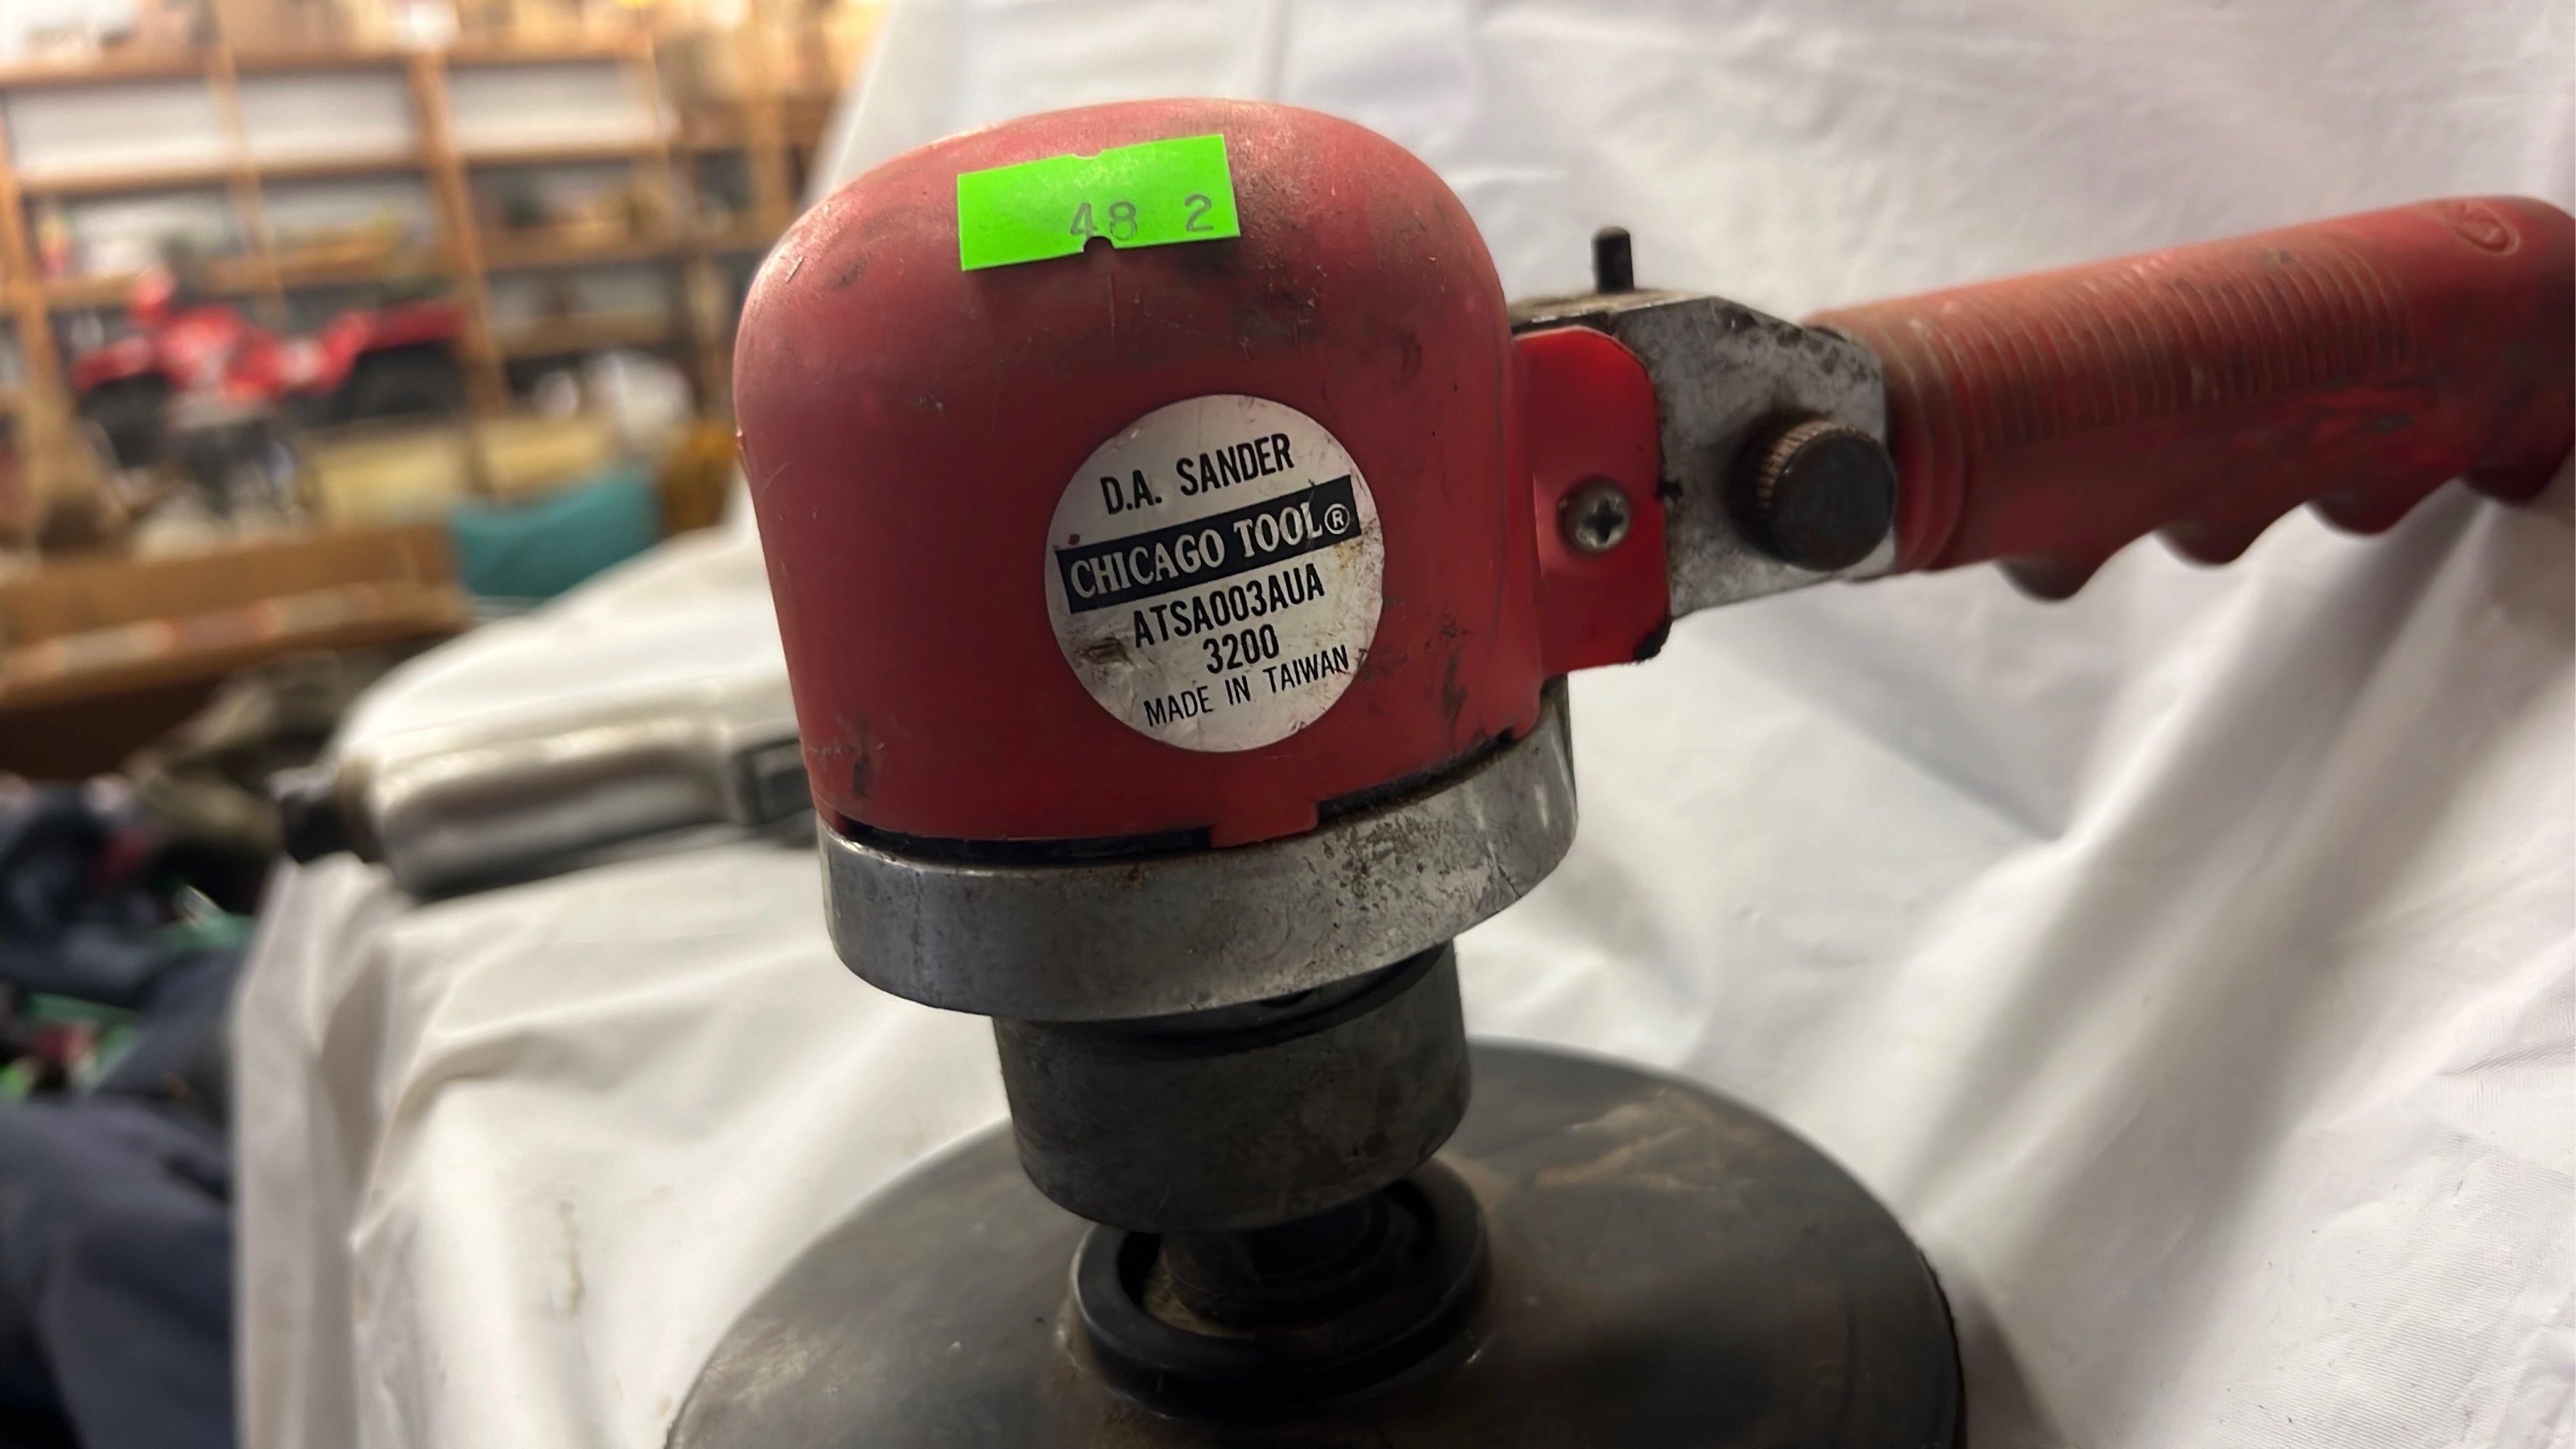 48 2
D.A. SANDER
CHICAGO TOOL®
ATSA003AUA
3200
MADE IN TAIWAN